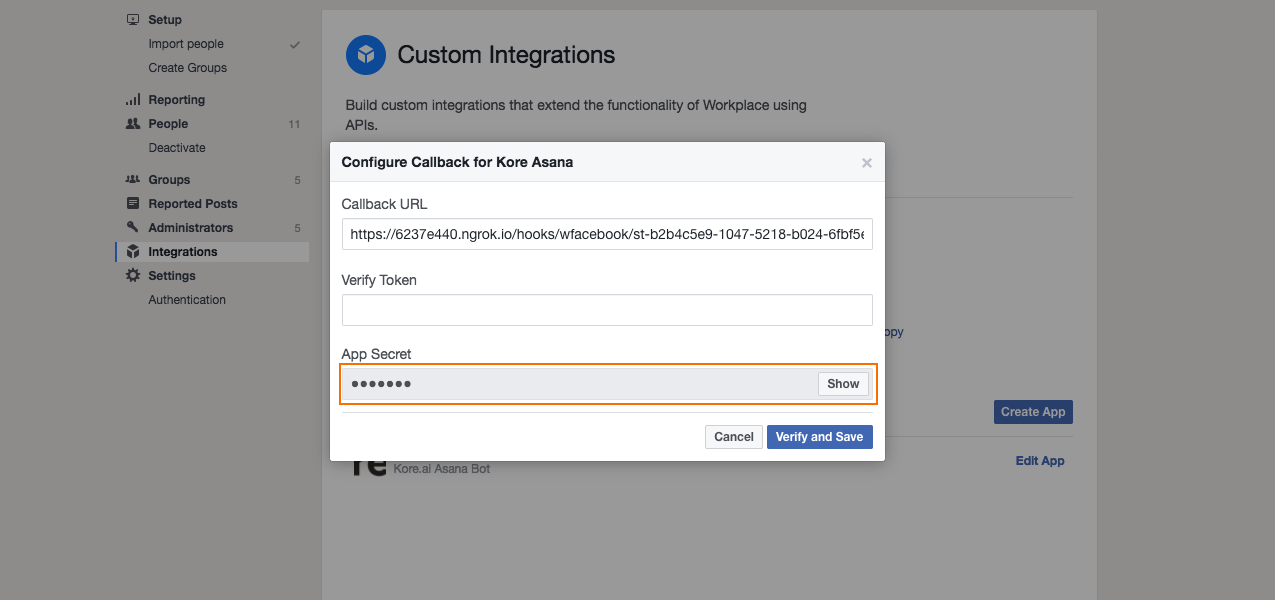 Setup
Import people
Create Groups
Reporting
People 11
Deactivate
Groups 5
Reported Posts
Administrators 5
Integrations
Settings
Authentication
Custom Integrations
Build custom integrations that extend the functionality of Workplace using
APIs.
Configure Callback for Kore Asana
Callback URL
https://6237e440.ngrok.io/hooks/wfacebook/st-b2b4c5e9-1047-5218-b024-6fbf5e
Verify Token
opy
App Secret
Show
Create App
Cancel Verify and Save
re Kore.ai Asana Bot Edit App